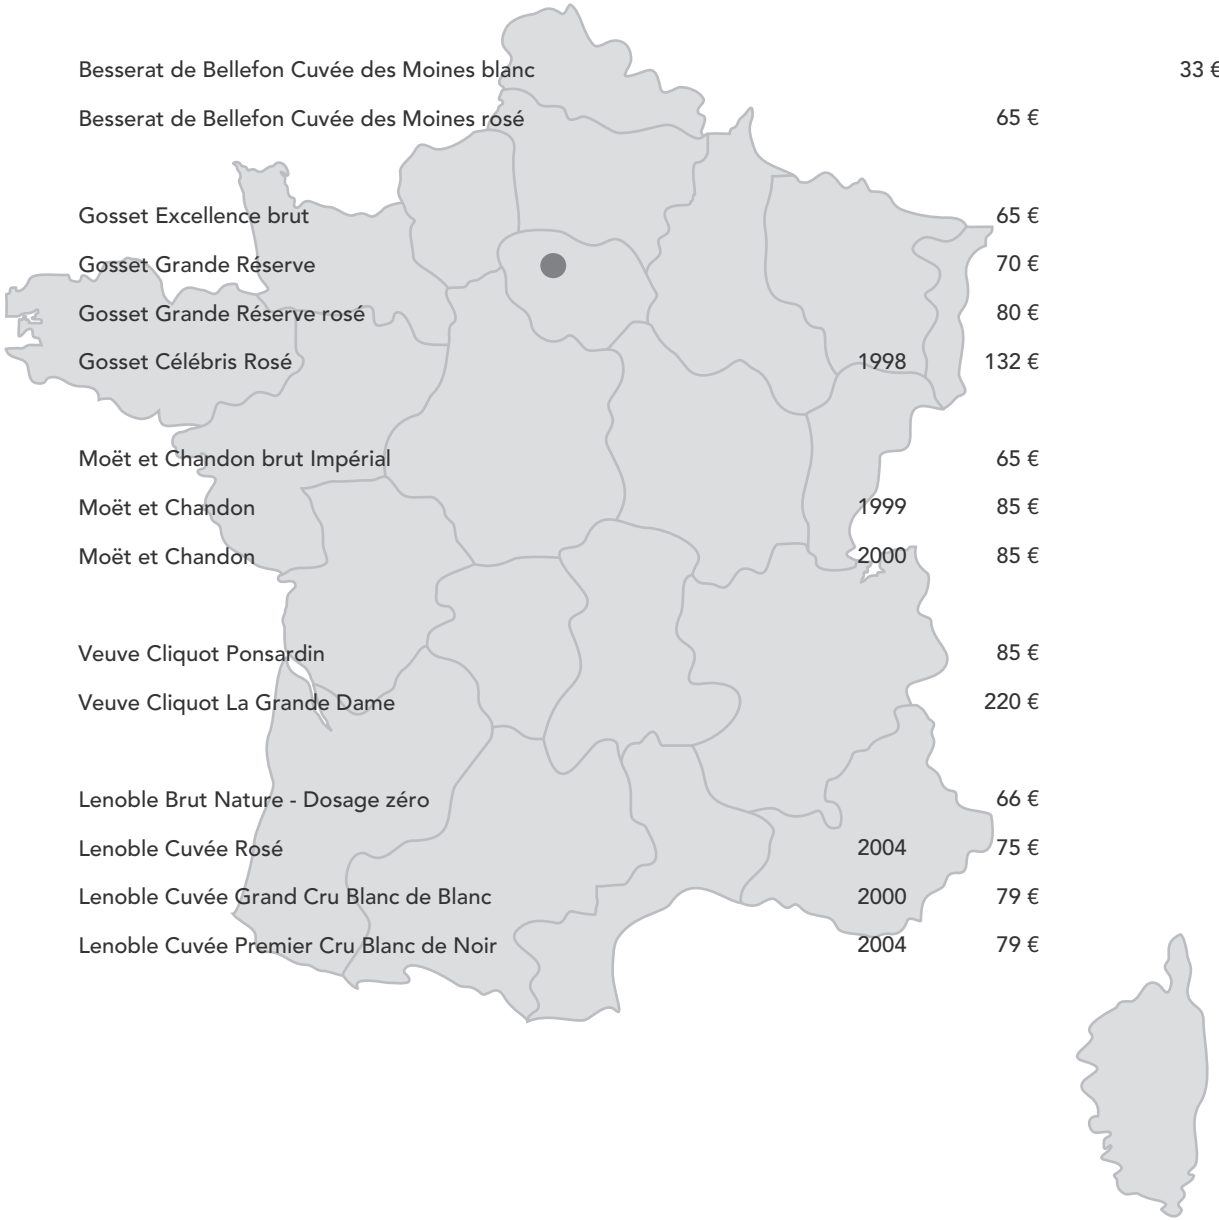 Besserat de Bellefon Cuvée des Moines blanc 33 €
Besserat de Bellefon Cuvée des Moines rosé 65 €
Gosset Excellence brut 65 €
Gosset Grande Réserve 70 €
Gosset Grande Réserve rosé 80 €
Gosset Célébris Rosé 1998 132 €
Moët et Chandon brut Impérial 65 €
Moët et Chandon 1999 85 €
Moët et Chandon 2000 85 €
Veuve Cliquot Ponsardin 85 €
Veuve Cliquot La Grande Dame 220 €
Lenoble Brut Nature - Dosage zéro 66 €
Lenoble Cuvée Rosé 2004 75 €
Lenoble Cuvée Grand Cru Blanc de Blanc 2000 79 €
Lenoble Cuvée Premier Cru Blanc de Noir 2004 79 €